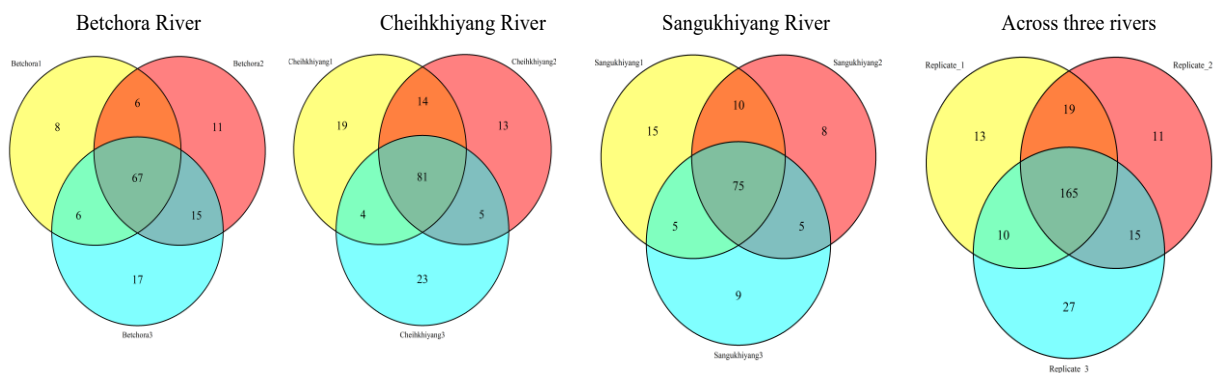 Betchora River
Cheihkhiyang River
Sangukhiyang River
Across three rivers
Betchora1
Betchora2
6
8
11
67
6
15
17
Betchora3
Cheihkhiyang1
Cheihkhiyang2
14
19
13
81
4
5
23
Cheihkhiyang3
Sangukhiyang1
Sangukhiyang2
10
15
8
75
5
5
9
Sangukhiyang3
Replicate_1
Replicate_2
19
13
11
165
10
15
27
Replicate_3